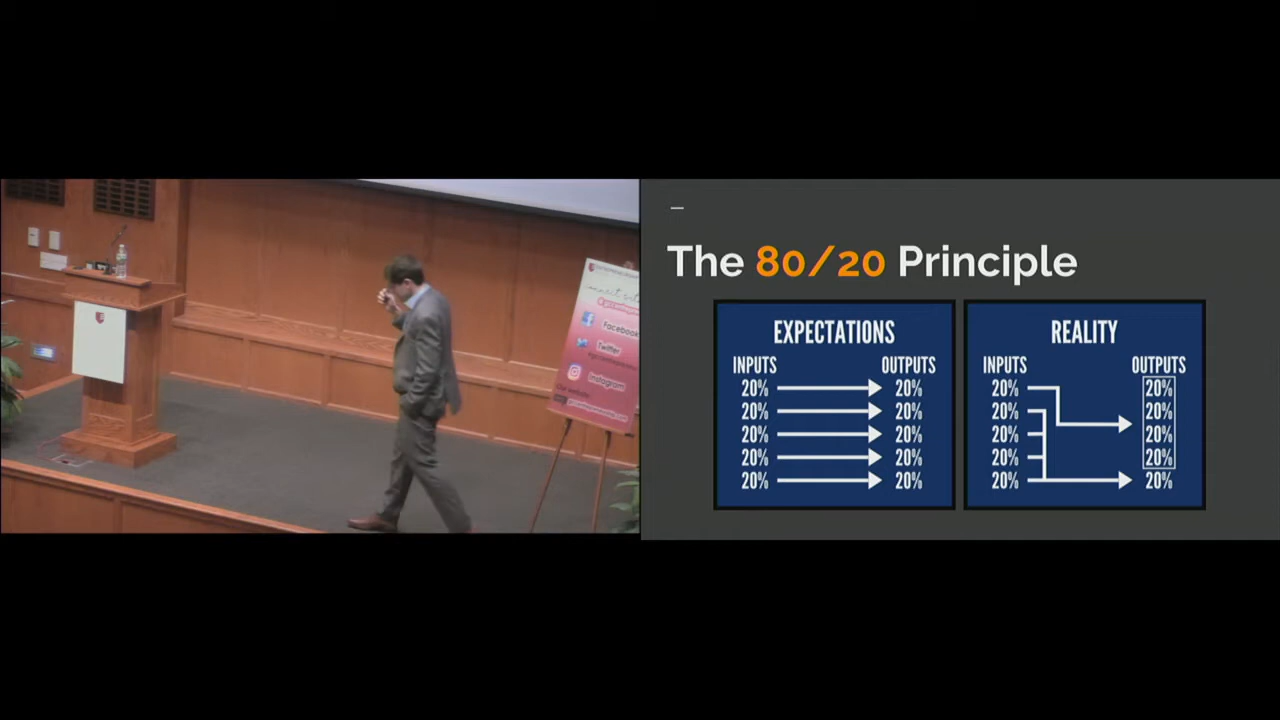 Facebook
Twitter
Instagram
The 80/20 Principle
EXPECTATIONS
INPUTS OUTPUTS
20% 20%
20% 20%
20% 20%
20% 20%
20% 20%
REALITY
INPUTS OUTPUTS
20% 20%
20% 20%
20% 20%
20% 20%
20% 20%